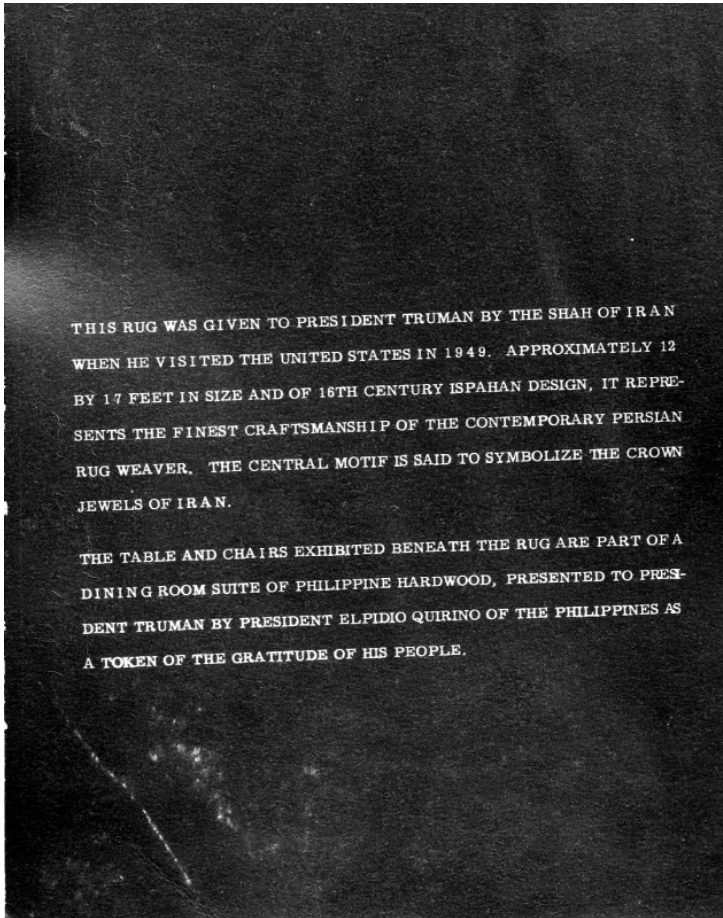 THIS RUG WAS GIVEN TO PRESIDENT TRUMAN BY THE SHAH OF IRAN
WHEN HE VISITED THE UNITED STATES IN 1949. APPROXIMATELY 12
BY 17 FEET IN SIZE AND OF 16TH CENTURY ISPAHAN DESIGN, IT REPRE-
SENTS THE FINEST CRAFTSMANSHIP OF THE CONTEMPORARY PERSIAN
RUG WEAVER. THE CENTRAL MOTIF IS SAID TO SYMBOLIZE THE CROWN
JEWELS OF IRAN.
THE TABLE AND CHAIRS EXHIBITED BENEATH THE RUG ARE PART OF A
DINING ROOM SUITE OF PHILIPPINE HARDWOOD, PRESENTED TO PRESI-
DENT TRUMAN BY PRESIDENT ELPIDIO QUIRINO OF THE PHILIPPINES AS
A TOKEN OF THE GRATITUDE OF HIS PEOPLE.